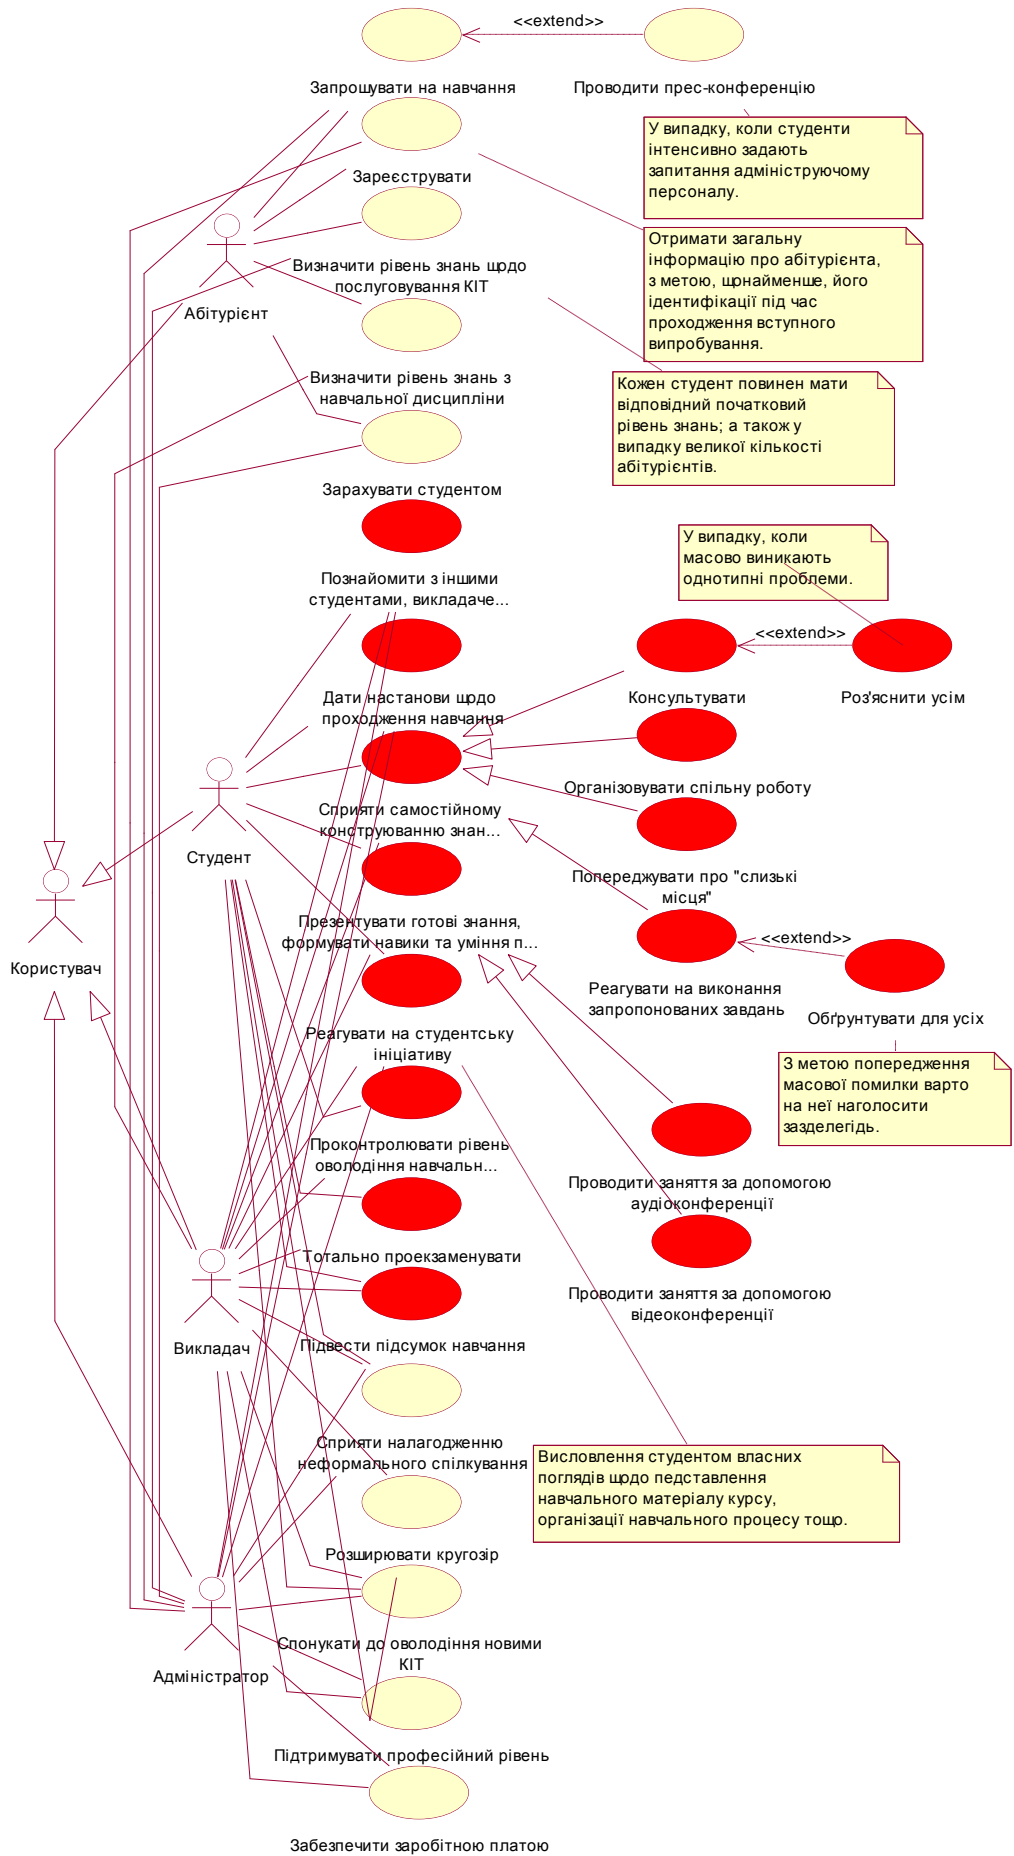 <<extend>>
Запрошувати на навчання
Проводити прес-конференцію
У випадку, коли студенти
інтенсивно задають
запитання адмініструючому
персоналу.
Зареєструвати
Отримати загальну
інформацію про абітурієнта,
з метою, щонайменше, його
ідентифікації під час
проходження вступного
випробування.
Визначити рівень знань щодо
послуговування КІТ
Абітурієнт
Визначити рівень знань з
навчальної дисципліни
Кожен студент повинен мати
відповідний початковий
рівень знань; а також у
випадку великої кількості
абітурієнтів.
Зарахувати студентом
У випадку, коли
масово виникають
однотипні проблеми.
Познайомити з іншими
студентами, викладаче...
<<extend>>
Дати настанови щодо
проходження навчання
Консультувати
Роз'яснити усім
Організовувати спільну роботу
Сприяти самостійному
конструюванню знан...
Студент
Попереджувати про "слизькі
місця"
Презентувати готові знання,
формувати навики та уміння п...
<<extend>>
Користувач
Реагувати на виконання
запропонованих завдань
Обґрунтувати для усіх
Реагувати на студентську
ініціативу
З метою попередження
масової помилки варто
на неї наголосити
зазделегідь.
Проконтролювати рівень
оволодіння навчальн...
Проводити заняття за допомогою
аудіоконференції
Тотально проекзаменувати
Проводити заняття за допомогою
відеоконференції
Викладач
Підвести підсумок навчання
Сприяти налагодженню
неформального спілкування
Висловлення студентом власних
поглядів щодо педставлення
навчального матеріалу курсу,
організації навчального процесу тощо.
Розширювати кругозір
Спонукати до оволодіння новими
КІТ
Адміністратор
Підтримувати професійний рівень
Забезпечити заробітною платою